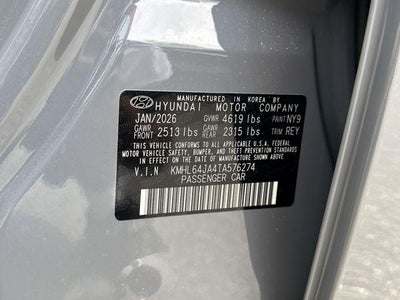 MANUFACTURED IN KOREA BY
HYUNDAI MOTOR COMPANY
JAN/2026 GVWR 4619 lbs PAINT NY9
GAWR FRONT 2513 lbs GAWR REAR 2315 lbs TRIM REY
THIS VEHICLE CONFORMS TO ALL APPLICABLE U.S.A. FEDERAL
MOTOR VEHICLE SAFETY, BUMPER, AND THEFT PREVENTION
STANDARDS IN EFFECT ON THE DATE OF MANUFACTURE SHOWN ABOVE.
V.I.N KMHL64JA4TA576274
PASSENGER CAR